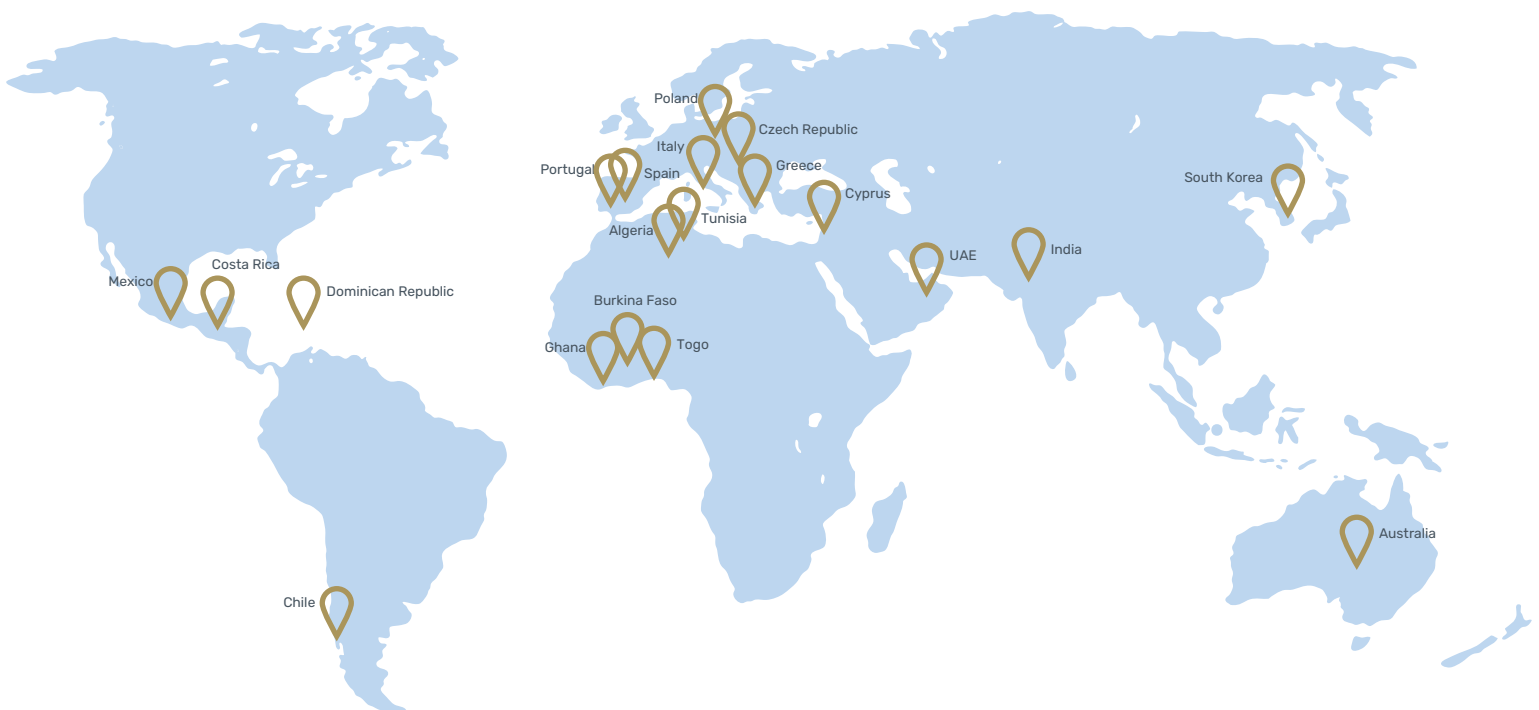 Poland
Czech Republic
Italy
Greece
Portugal
Spain
South Korea
Cyprus
Tunisia
Algeria
India
UAE
Costa Rica
Mexico
Dominican Republic
Burkina Faso
Ghana
Togo
Australia
Chile